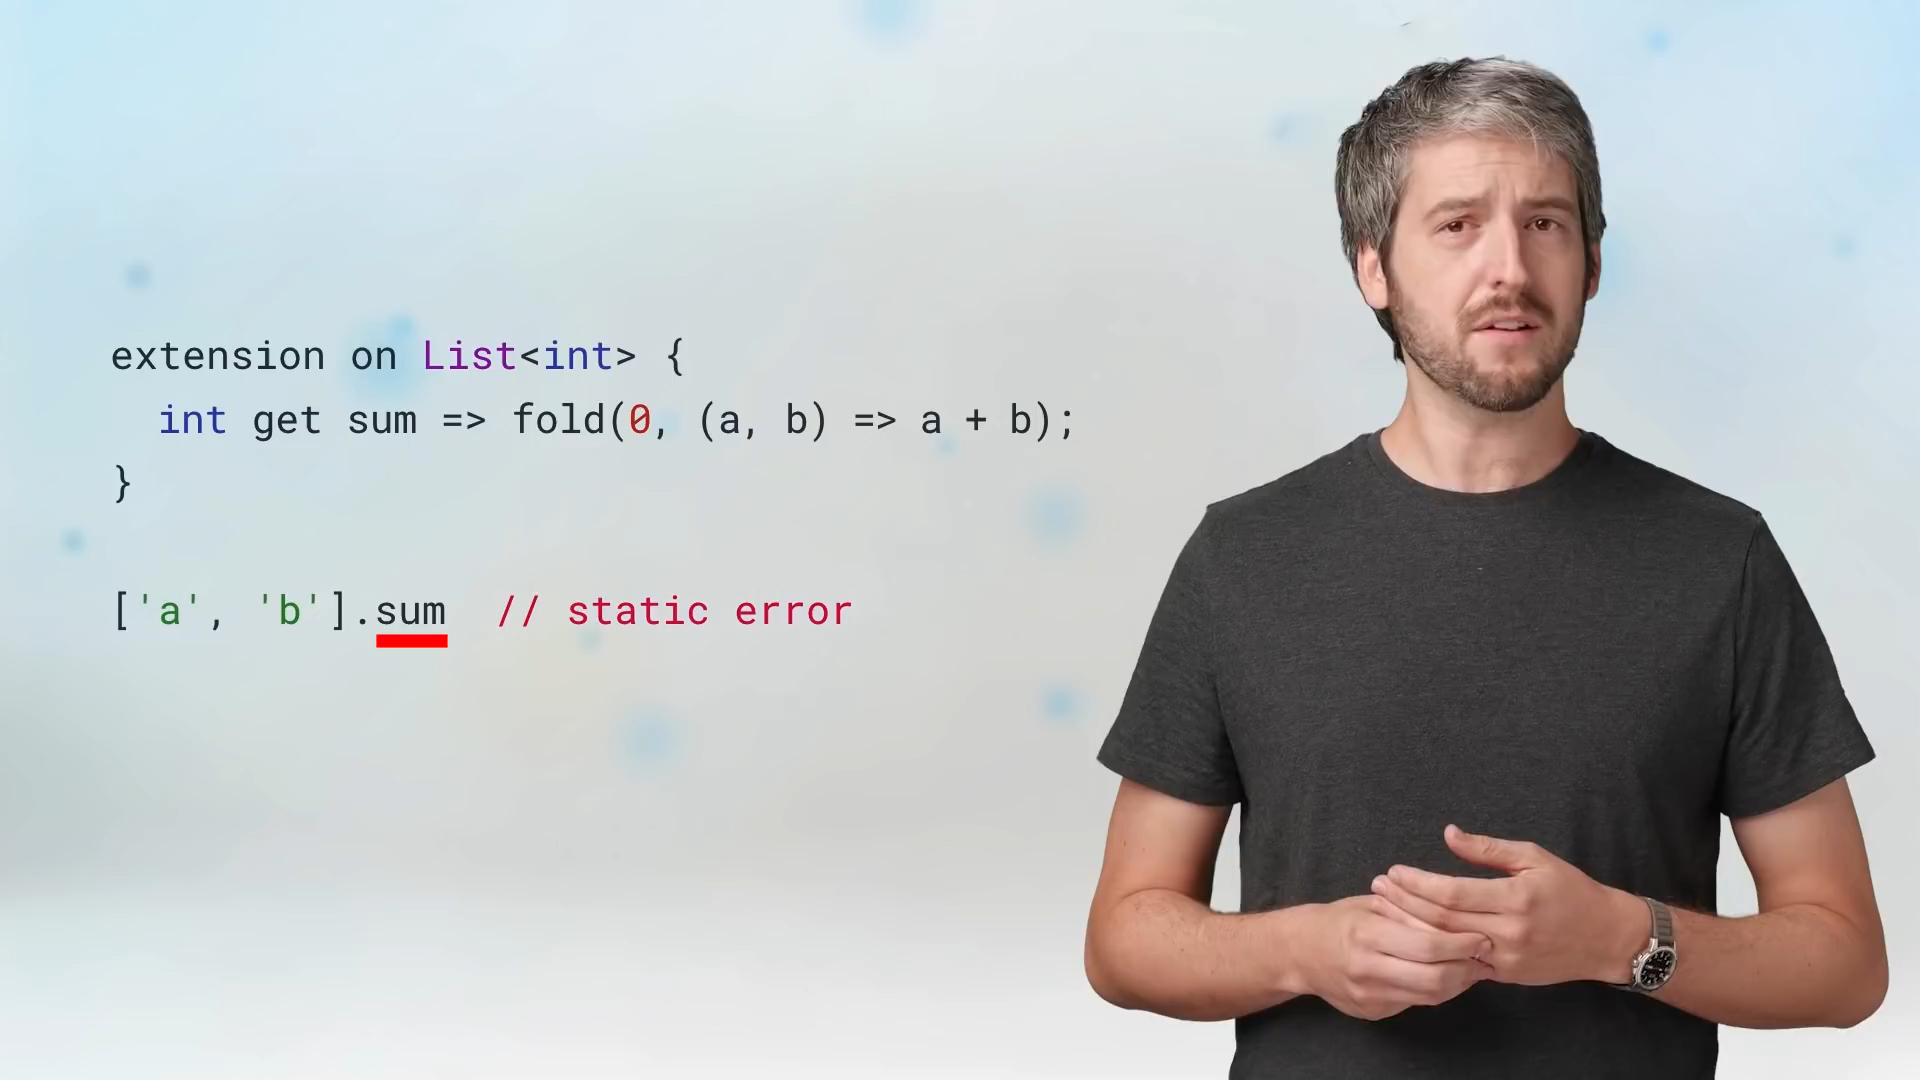 extension on List<int> {
  int get sum => fold(0, (a, b) => a + b);
}
['a', 'b'].sum  // static error